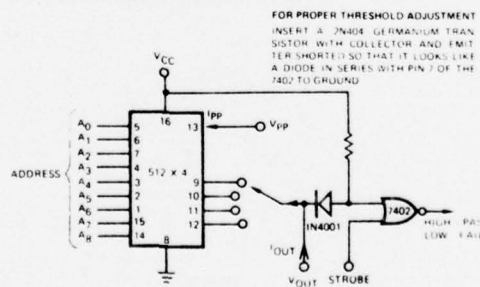 FOR PROPER THRESHOLD ADJUSTMENT
INSERT A 2N404 GERMANIUM TRAN
SISTOR WITH COLLECTOR AND EMIT
TER SHORTED SO THAT IT LOOKS LIKE
A DIODE IN SERIES WITH PIN 7 OF THE
7402 TO GROUND
VCC
IPP
16
13
VPP
ADDRESS
A0 5
A1 6
A2 7
A3 4
A4 3
A5 2
A6 1
A7 15
A8 14
512 × 4
9
10
11
12
8
1N4001
7402
HIGH PAS
LOW FAIL
IOUT
VOUT
STROBE